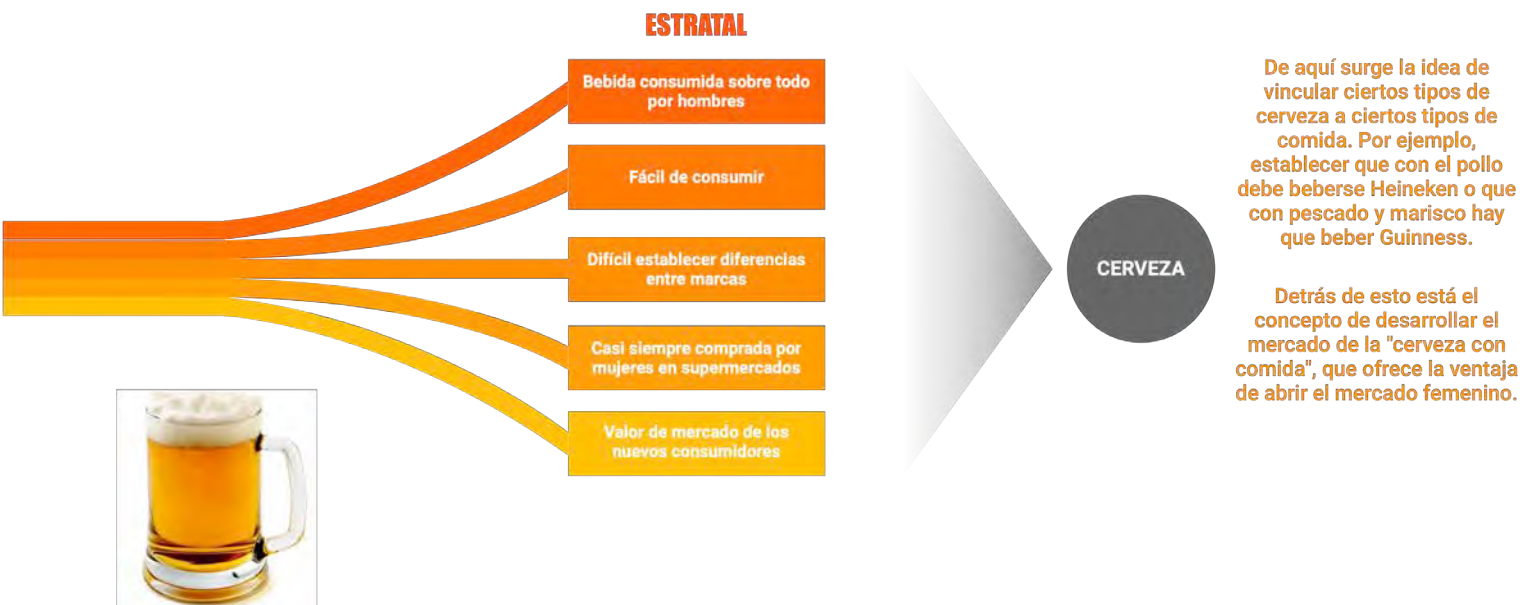 ESTRATAL
Bebida consumida sobre todo
por hombres
Fácil de consumir
Difícil establecer diferencias
entre marcas
Casi siempre comprada por
mujeres en supermercados
Valor de mercado de los
nuevos consumidores
CERVEZA
De aquí surge la idea de
vincular ciertos tipos de
cerveza a ciertos tipos de
comida. Por ejemplo,
establecer que con el pollo
debe beberse Heineken o que
con pescado y marisco hay
que beber Guinness.
Detrás de esto está el
concepto de desarrollar el
mercado de la "cerveza con
comida", que ofrece la ventaja
de abrir el mercado femenino.